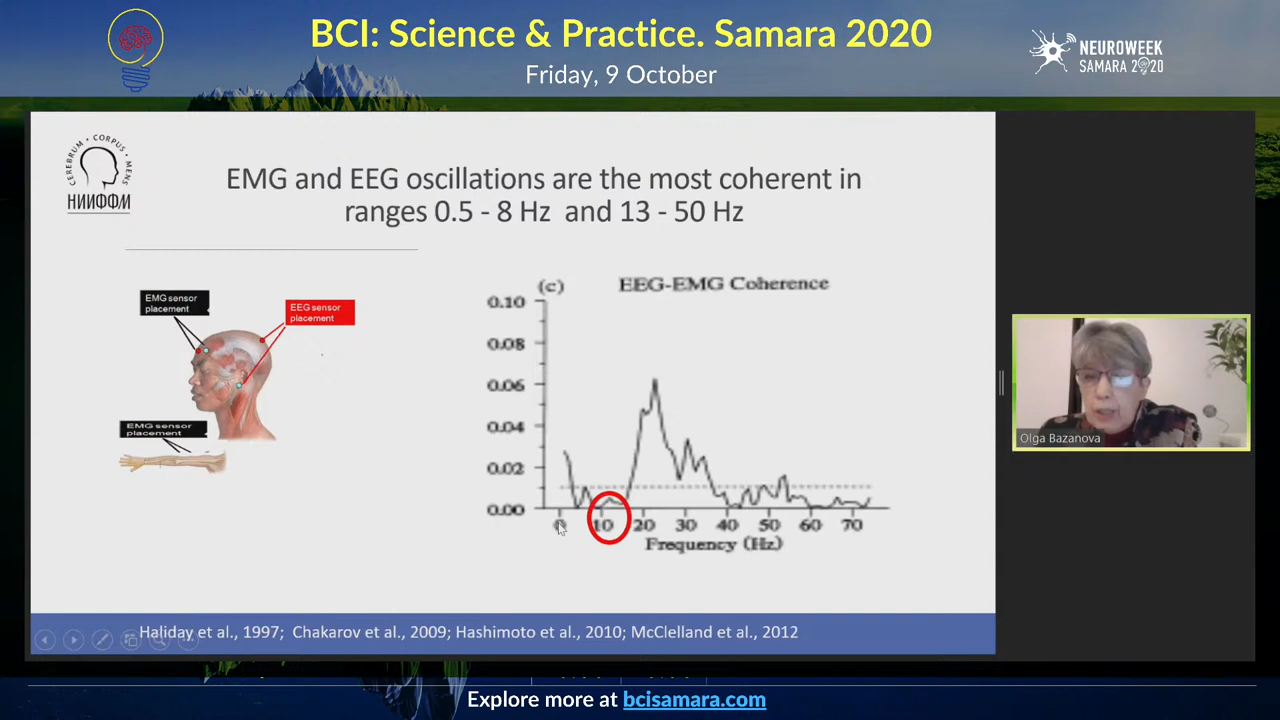 BCI: Science & Practice. Samara 2020
Friday, 9 October
NEUROWEEK
SAMARA 2020
CEREBRUM • CORPUS • MENS
НИИФФМ
EMG and EEG oscillations are the most coherent in
ranges 0.5 - 8 Hz and 13 - 50 Hz
EMG sensor
placement
EEG sensor
placement
EMG sensor
placement
(c) EEG-EMG Coherence
0.10
0.08
0.06
0.04
0.02
0.00
0 10 20 30 40 50 60 70
Frequency (Hz)
Olga Bazanova
Haliday et al., 1997; Chakarov et al., 2009; Hashimoto et al., 2010; McClelland et al., 2012
Explore more at bcisamara.com